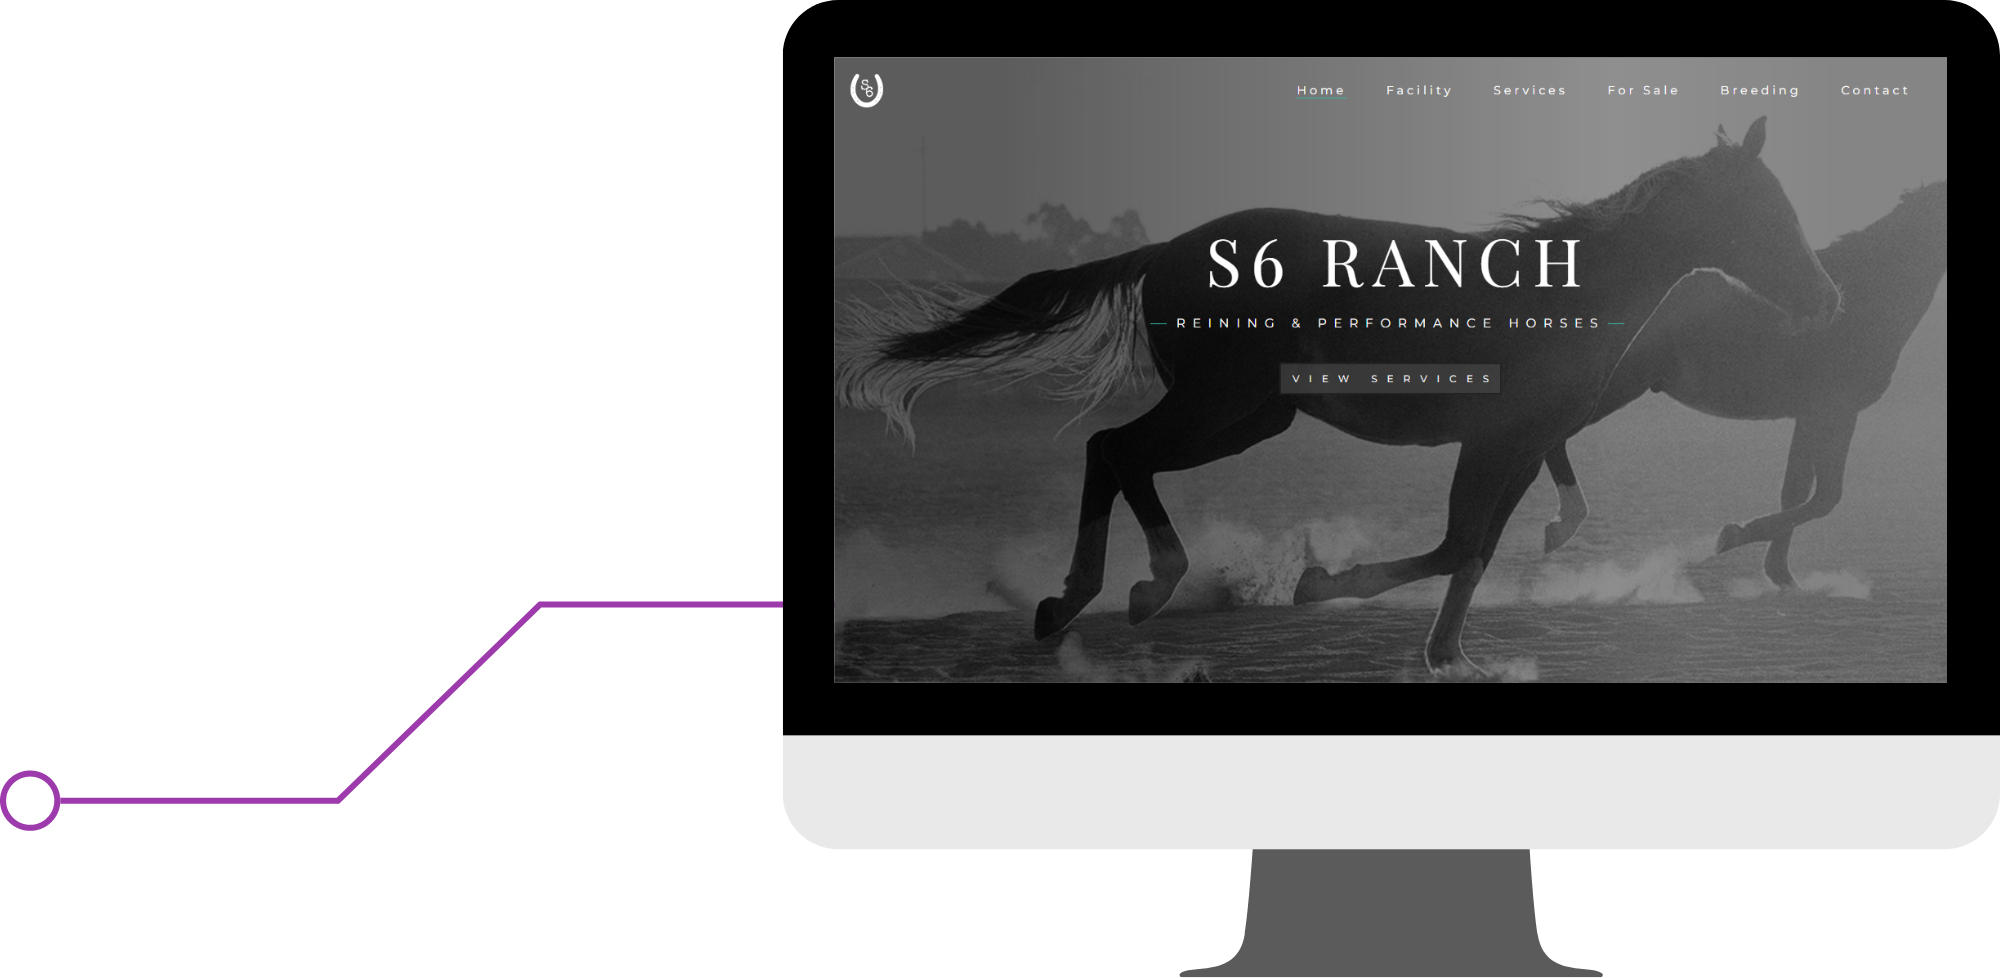 S6
Home Facility Services For Sale Breeding Contact
S6 RANCH
REINING & PERFORMANCE HORSES
VIEW SERVICES